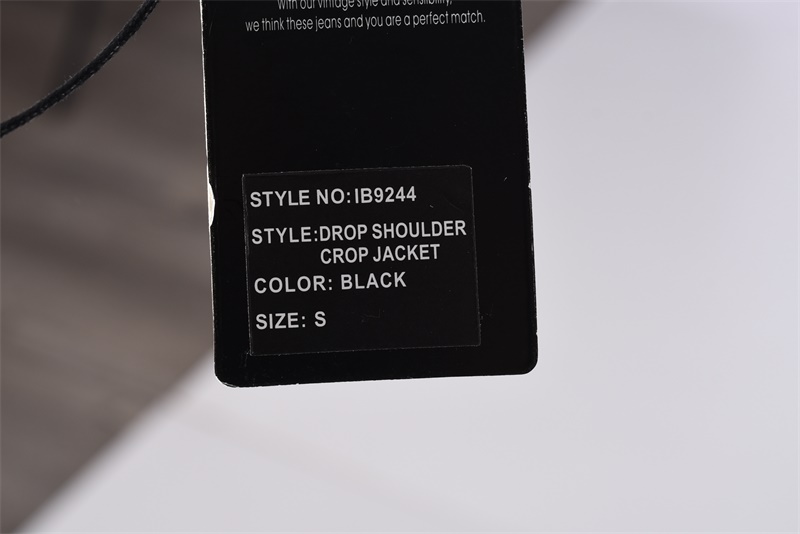 with our vintage style and sensibility,
we think these jeans and you are a perfect match.
STYLE NO: IB9244
STYLE:DROP SHOULDER
CROP JACKET
COLOR: BLACK
SIZE: S